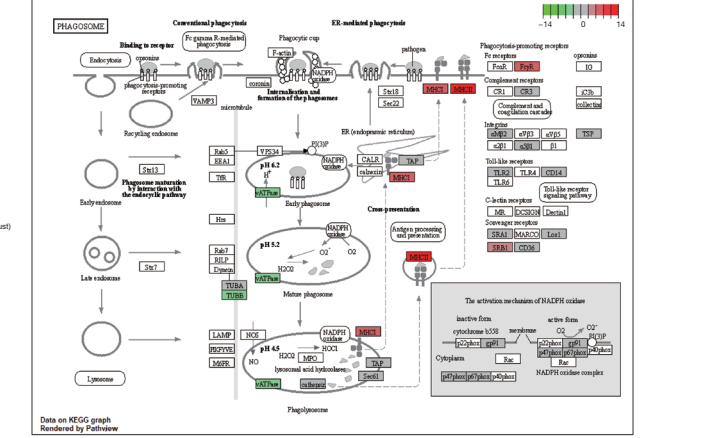 -14 0 14
PHAGOSOME
Conventional phagocytosis
ER-mediated phagocytosis
Endocytosis
Binding to receptor
opsonins
Fc gamma R-mediated
phagocytosis
Phagocytic cup
F-actin
NADPH
oxidase
pathogen
phagocytosis-promoting
receptors
coronin
Internalisation and
formation of the phagosomes
VAMP3
microtubule
Recycling endosome
Stx18
Sec22
MHCI MHCII
ER (endoplasmic reticulum)
Phagocytosis-promoting receptors
Fc receptors
opsonins
FcαR FcγR IG
Complement receptors
CR1 CR3 iC3b
collectin
Complement and
coagulation cascades
Integrins
αMβ2 αVβ3 αVβ5 TSP
α2β1 α5β1 β1
Toll-like receptors
TLR2 TLR4 CD14
TLR6
Toll-like receptor
signaling pathway
C-lectin receptors
MR DCSIGN Dectin1
Scavenger receptors
SRA1 MARCO Lox1
SRB1 CD36
Stx13
Phagosome maturation
by interaction with
the endocytic pathway
Early endosome
Rab5
EEA1
TfR
Hrs
VPS34
PI(3)P
pH 6.2
H+
vATPase
NADPH
oxidase
Early phagosome
CALR
calnexin
TAP
MHCI
Cross-presentation
Antigen processing
and presentation
MHCII
Late endosome
Stx7
Rab7
RILP
Dynein
TUBA
TUBB
pH 5.2
NADPH
oxidase
O2- O2
H2O2
vATPase
Mature phagosome
Lysosome
LAMP
PIKFYVE
M6PR
NOS
NO
pH 4.5
NADPH
oxidase
HOCl
H2O2 MPO
lysosomal acid hydrolases
vATPase
cathepsin
MHCI
TAP
Sec61
Phagolysosome
The activation mechanism of NADPH oxidase
inactive form
active form
cytochrome b558
membrane
O2 O2-
PI(3)P
p22phox gp91
p22phox gp91
p47phox p67phox p40phox
Cytoplasm
Rac
Rac
p47phox p67phox p40phox
NADPH oxidase complex
ust)
Data on KEGG graph
Rendered by Pathview